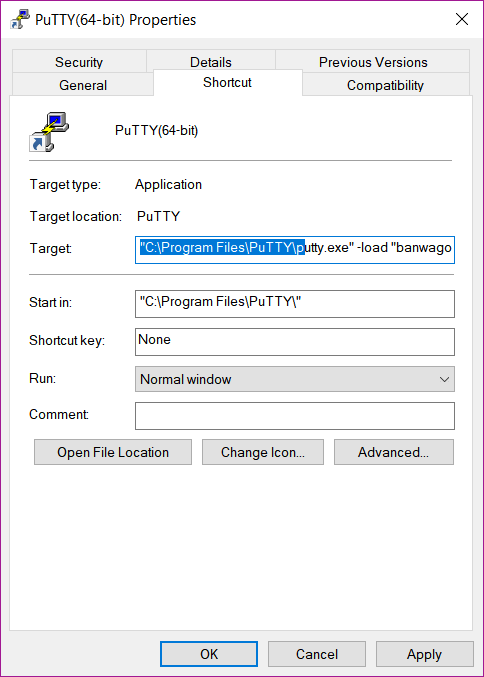 PuTTY(64-bit) Properties
Security Details Previous Versions
General Shortcut Compatibility
PuTTY(64-bit)
Target type: Application
Target location: PuTTY
Target: "C:\Program Files\PuTTY\putty.exe" -load "banwago
Start in: "C:\Program Files\PuTTY\"
Shortcut key: None
Run: Normal window
Comment:
Open File Location Change Icon... Advanced...
OK Cancel Apply